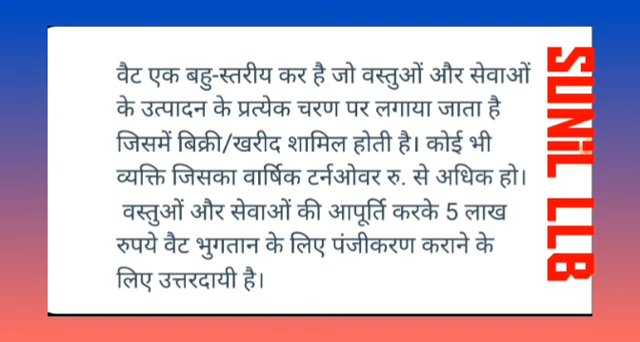 वैट एक बहु-स्तरीय कर है जो वस्तुओं और सेवाओं
के उत्पादन के प्रत्येक चरण पर लगाया जाता है
जिसमें बिक्री/खरीद शामिल होती है। कोई भी
व्यक्ति जिसका वार्षिक टर्नओवर रु. से अधिक हो।
वस्तुओं और सेवाओं की आपूर्ति करके 5 लाख
रुपये वैट भुगतान के लिए पंजीकरण कराने के
लिए उत्तरदायी है।
SUNIL LLB